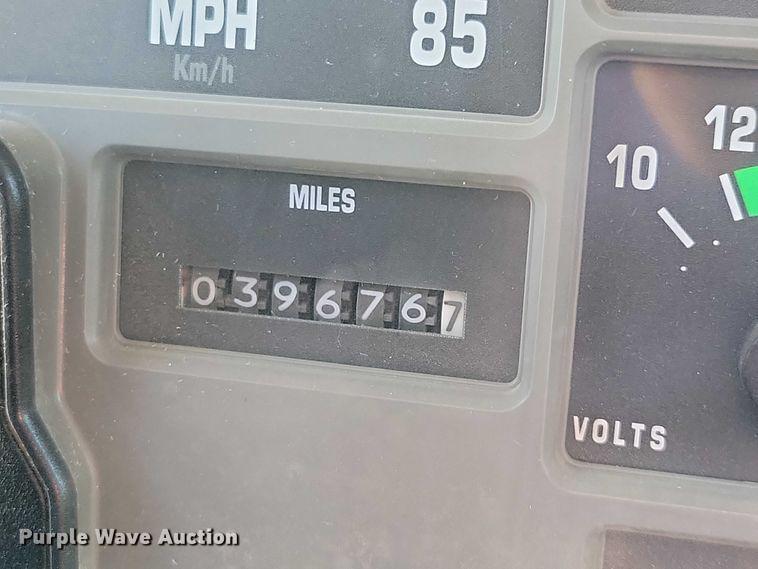 MPH 85
Km/h
MILES
0396767
10 12
VOLTS
Purple Wave Auction